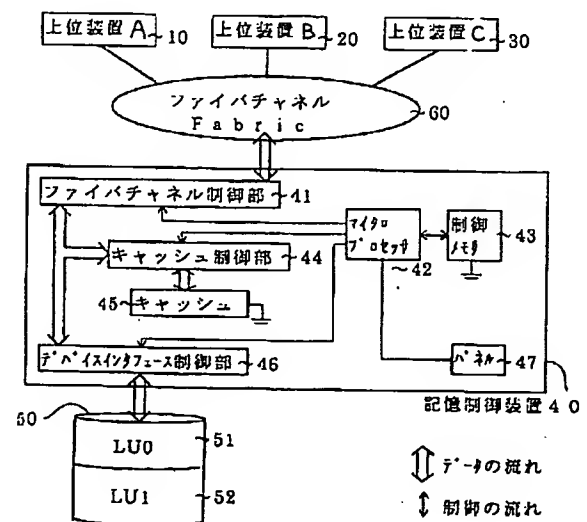 上位装置A
10
上位装置B
20
上位装置C
30
ファイバチャネル
Fabric
60
ファイバチャネル制御部
41
マイクロ
プロセッサ
42
制御
メモリ
43
キャッシュ制御部
44
45
キャッシュ
デバイスインタフェース制御部
46
パネル
47
記憶制御装置40
50
LU0
51
LU1
52
データの流れ
制御の流れ